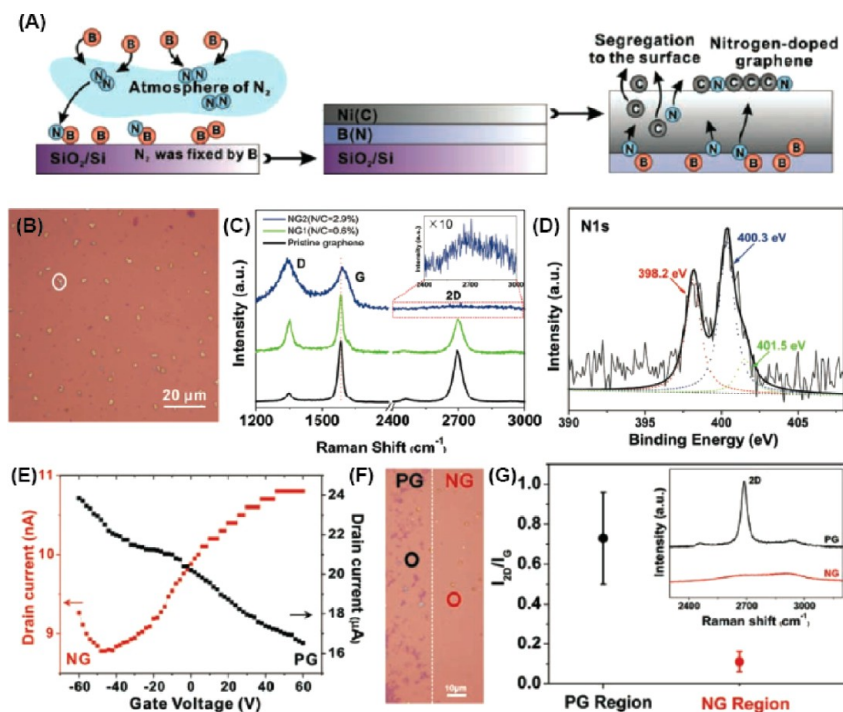 (A)
B B B B
N N N N
Atmosphere of N₂
N N
N B B N B B B
SiO₂/Si N₂ was fixed by B
Ni(C)
B(N)
SiO₂/Si
Segregation
to the surface
Nitrogen-doped
graphene
C N C C C N
C
C N
N N N B
B B B B
(B)
20 μm
(C)
NG2(N/C=2.9%)
NG1(N/C=0.6%)
Pristine graphene
D
G
×10
Intensity (a.u.)
2400 2700 3000
2D
Intensity (a.u.)
1200 1500 2400 2700 3000
Raman Shift (cm⁻¹)
(D)
N1s
400.3 eV
398.2 eV
401.5 eV
Intensity (a.u.)
390 395 400 405
Binding Energy (eV)
(E)
11
10
9
Drain current (nA)
24
22
20
18
16
Drain current (μA)
NG
PG
-60 -40 -20 0 20 40 60
Gate Voltage (V)
(F)
PG NG
10μm
(G)
1.0
0.8
0.6
0.4
0.2
0.0
I2D/IG
2D
PG
NG
Intensity (a.u.)
2400 2700 3000
Raman shift (cm⁻¹)
PG Region NG Region